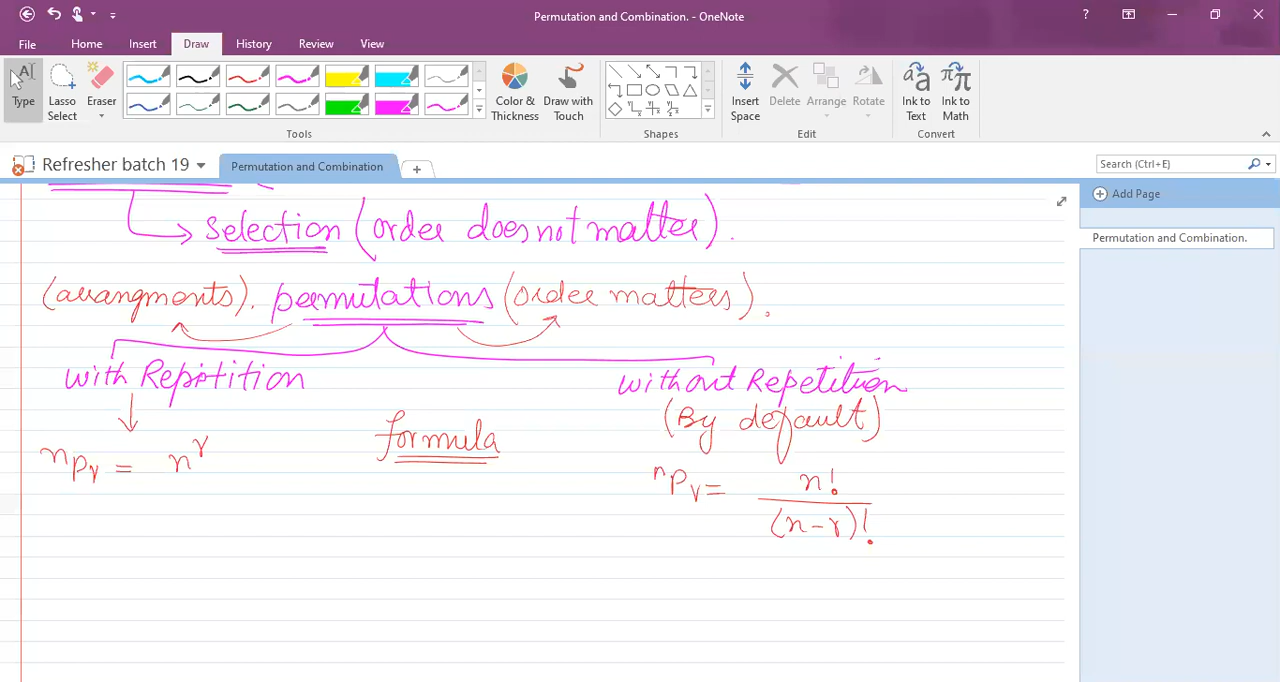 Permutation and Combination. - OneNote
?
File Home Insert Draw History Review View
Type Lasso Select Eraser Color & Thickness Draw with Touch Insert Space Delete Arrange Rotate Ink to Text Ink to Math
Tools Shapes Edit Convert
Refresher batch 19 Permutation and Combination + Search (Ctrl+E)
Add Page
Permutation and Combination.
Selection (order does not matter).
(arrangments). permutations (order matters).
with Repitition without Repetition
(By default)
formula
ⁿPᵣ = nʳ
ⁿPᵣ = n!
(n-r)!